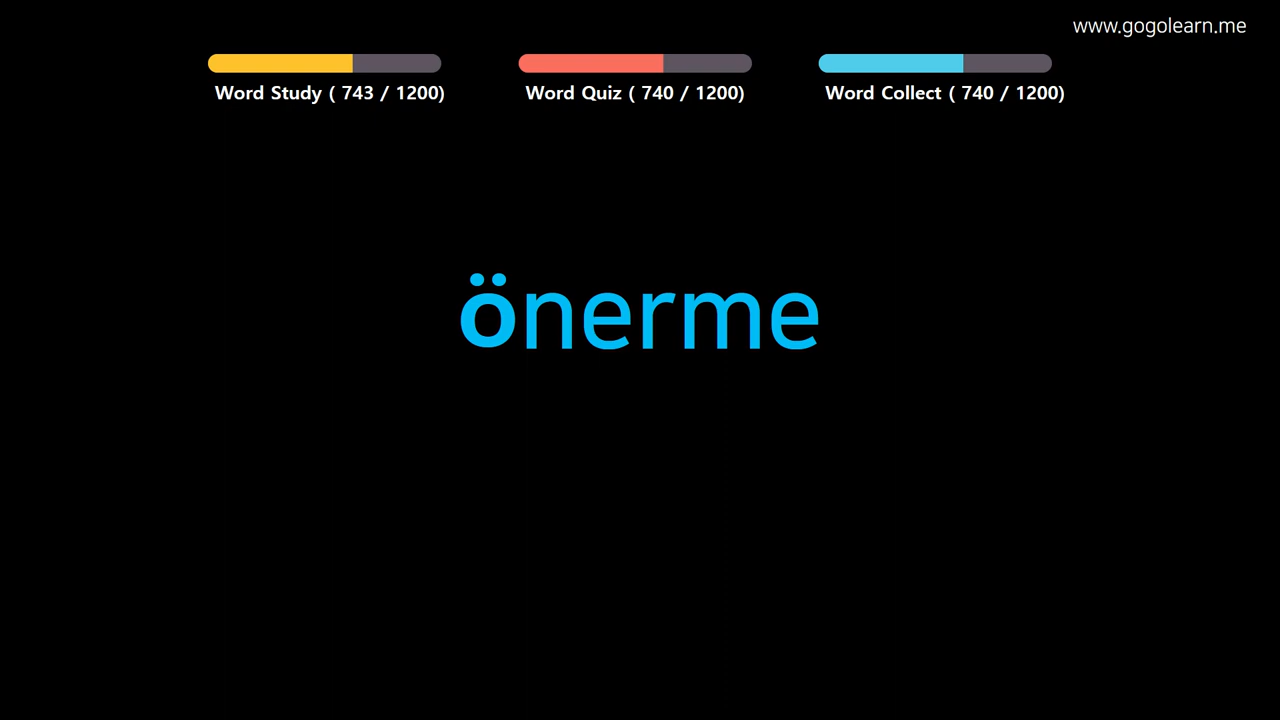 www.gogolearn.me
Word Study ( 743 / 1200)
Word Quiz ( 740 / 1200)
Word Collect ( 740 / 1200)
önerme